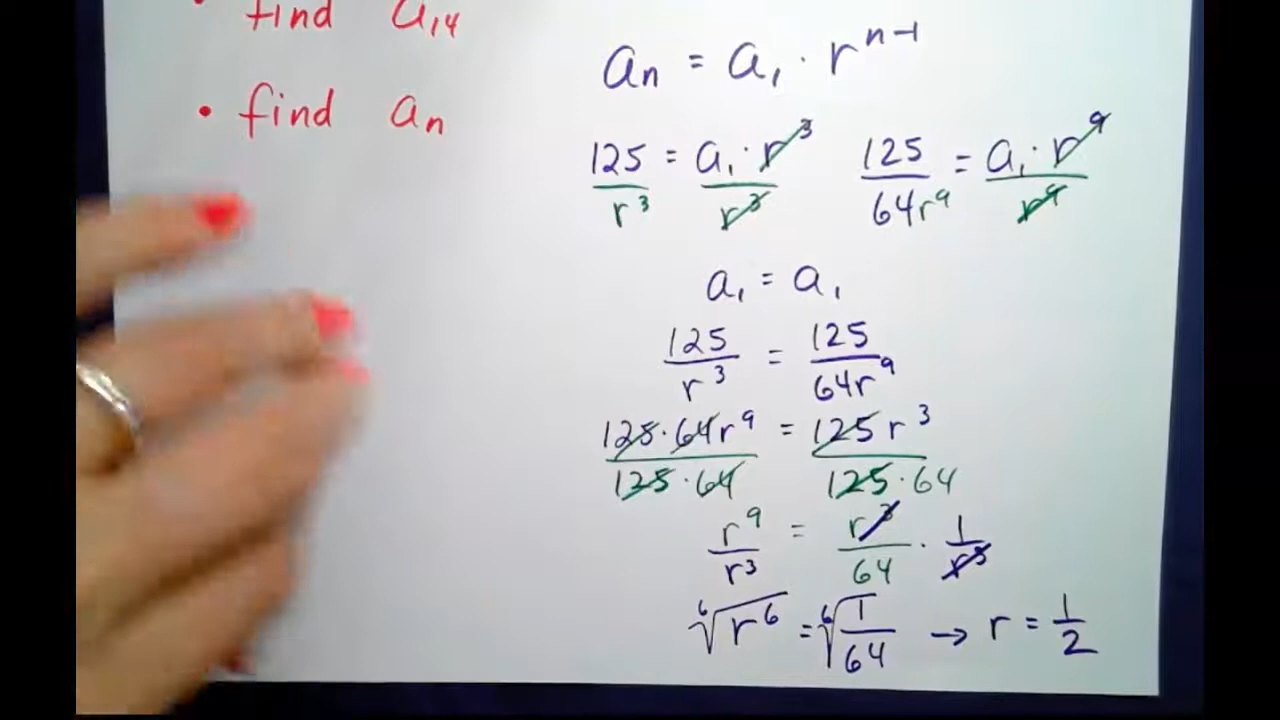 • find a₁₄
• find aₙ
aₙ = a₁ · rⁿ⁻¹
125/r³ = a₁ · r³/r³   125/64r⁹ = a₁ · r⁹/r⁹
a₁ = a₁
125/r³ = 125/64r⁹
125·64r⁹/125·64 = 125r³/125·64
r⁹/r³ = r³/64 · 1/r³
⁶√r⁶ = ⁶√1/64 → r = 1/2